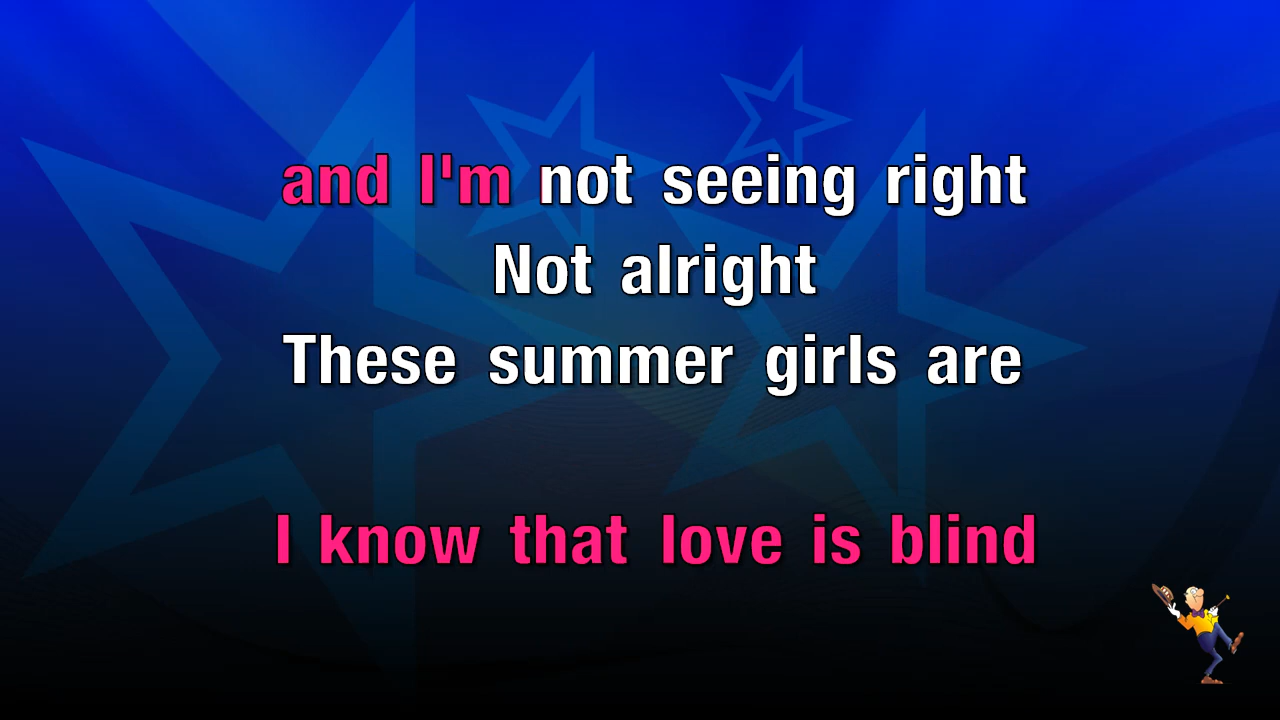 and I'm not seeing right
Not alright
These summer girls are
I know that love is blind